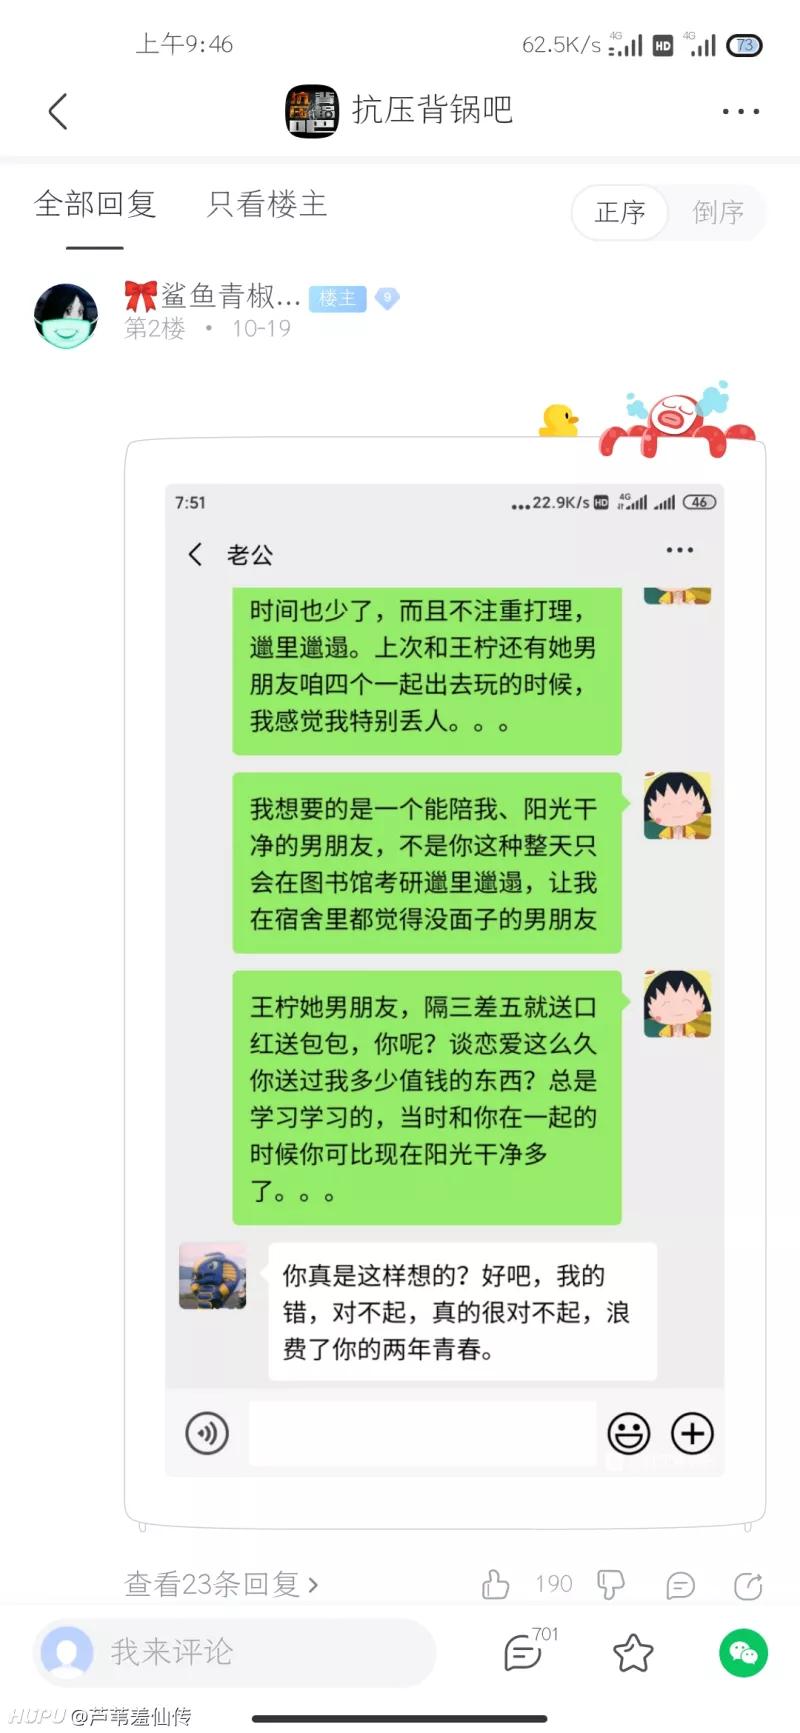 上午9:46
62.5K/s 4G HD 4G 73
抗压背锅吧
全部回复 只看楼主 正序 倒序
鲨鱼青椒... 楼主 9
第2楼 • 10-19
7:51 ...22.9K/s HD 4G 46
老公
时间也少了，而且不注重打理，
邋里邋遢。上次和王柠还有她男
朋友咱四个一起出去玩的时候，
我感觉我特别丢人。。。
我想要的是一个能陪我、阳光干
净的男朋友，不是你这种整天只
会在图书馆考研邋里邋遢，让我
在宿舍里都觉得没面子的男朋友
王柠她男朋友，隔三差五就送口
红送包包，你呢？谈恋爱这么久
你送过我多少值钱的东西？总是
学习学习的，当时和你在一起的
时候你可比现在阳光干净多
了。。。
你真是这样想的？好吧，我的
错，对不起，真的很对不起，浪
费了你的两年青春。
查看23条回复 190
我来评论 701
HUPU @芦苇羞仙传